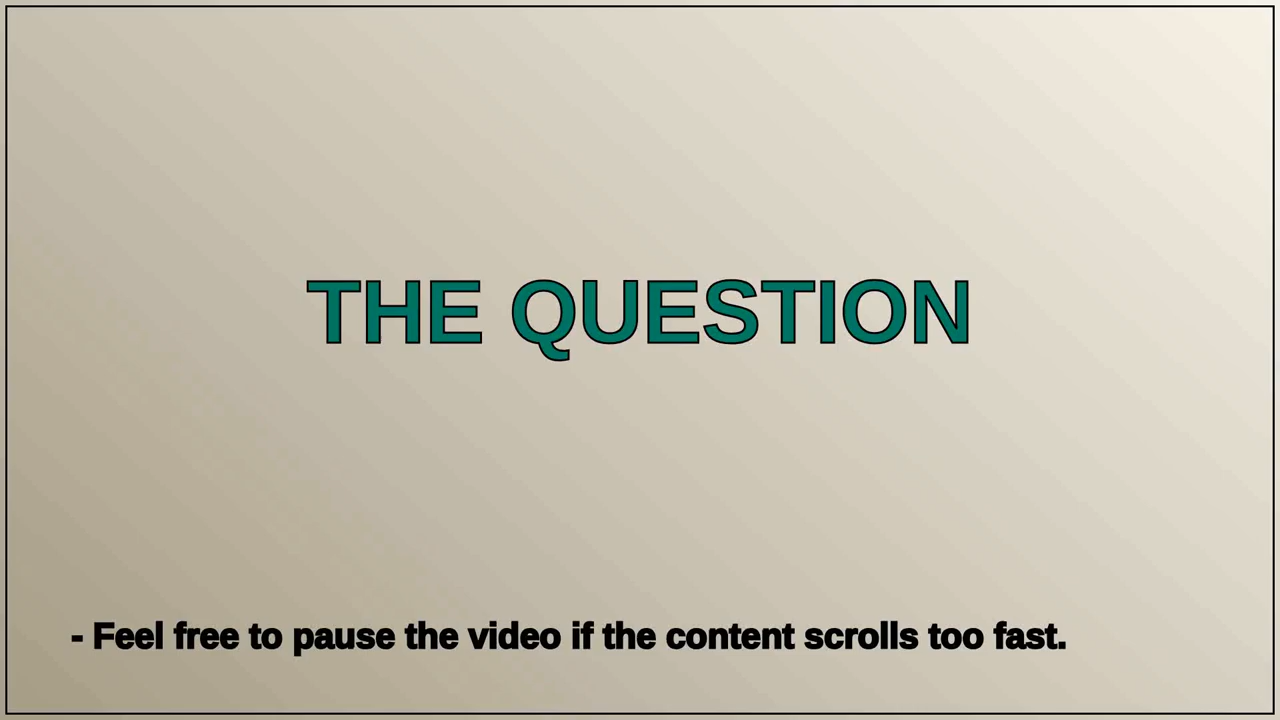 THE QUESTION
- Feel free to pause the video if the content scrolls too fast.